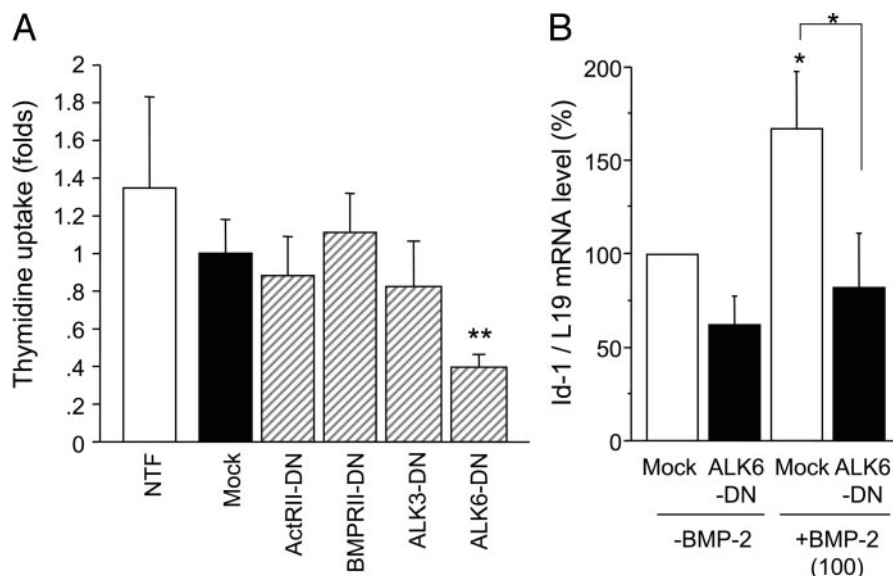 A
Thymidine uptake (folds)
2
1.8
1.6
1.4
1.2
1
.8
.6
.4
.2
0
**
NTF
Mock
ActRII-DN
BMPRII-DN
ALK3-DN
ALK6-DN
B
Id-1 / L19 mRNA level (%)
200
150
100
50
0
*
*
Mock ALK6 Mock ALK6
-DN -DN
-BMP-2 +BMP-2
(100)